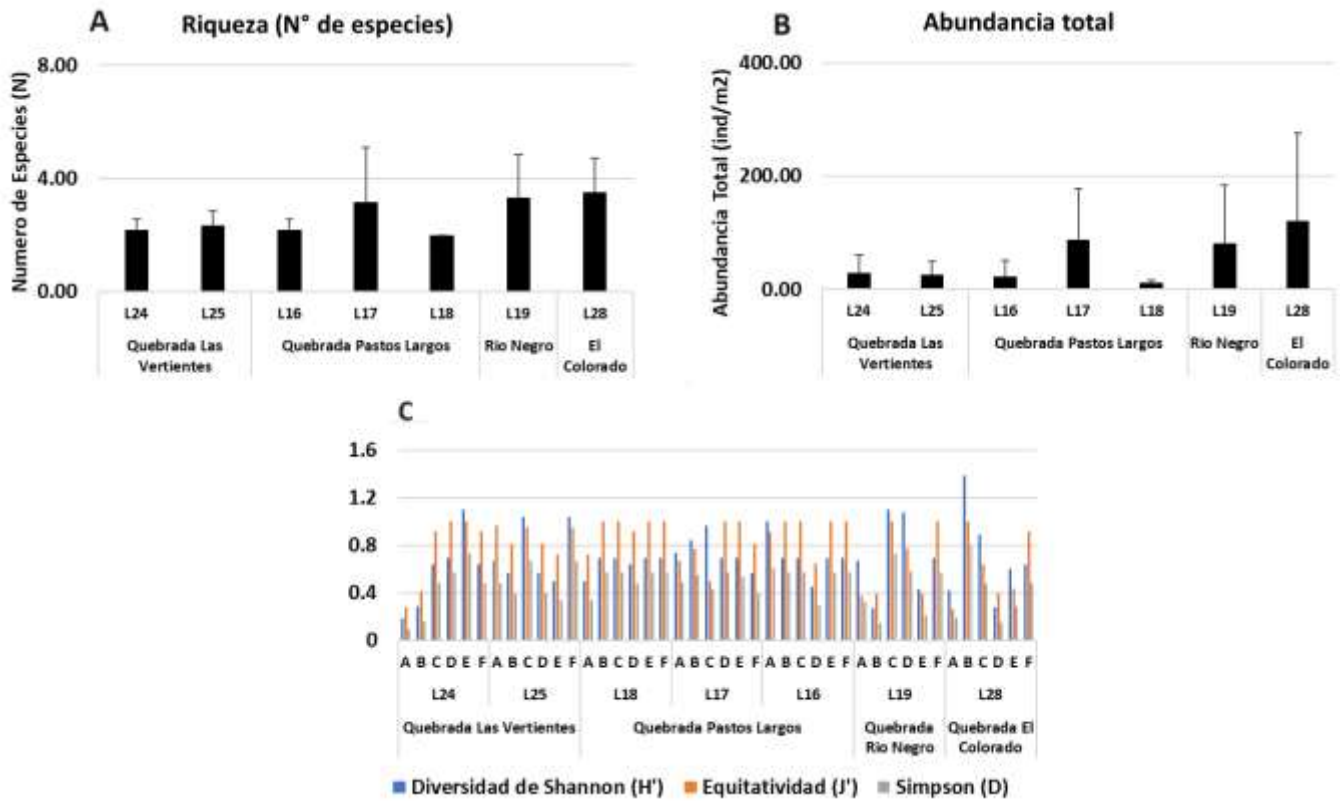 A
Riqueza (N° de especies)
Numero de Especies (N)
8.00
4.00
0.00
L24 L25 L16 L17 L18 L19 L28
Quebrada Las Vertientes
Quebrada Pastos Largos
Rio Negro
El Colorado
B
Abundancia total
Abundancia Total (ind/m2)
400.00
200.00
0.00
L24 L25 L16 L17 L18 L19 L28
Quebrada Las Vertientes
Quebrada Pastos Largos
Rio Negro
El Colorado
C
1.6
1.2
0.8
0.4
0
A B C D E F A B C D E F A B C D E F A B C D E F A B C D E F A B C D E F A B C D E F
L24 L25 L18 L17 L16 L19 L28
Quebrada Las Vertientes
Quebrada Pastos Largos
Quebrada Rio Negro
Quebrada El Colorado
Diversidad de Shannon (H') Equitatividad (J') Simpson (D)